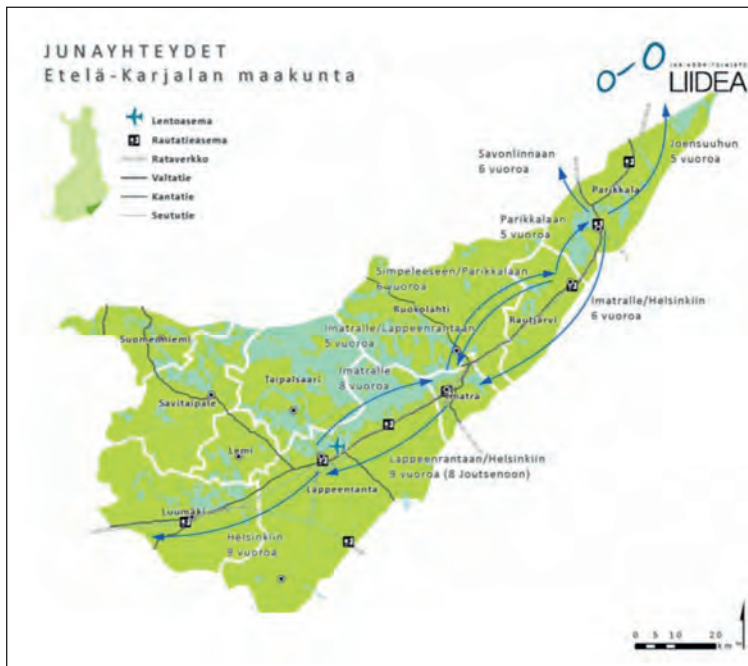 JUNAYHTEYDET
Etelä-Karjalan maakunta
LIIDEA
Lentoasema
Rautatieasema
Rataverkko
Valtatie
Kantatie
Seututie
Savonlinnaan
6 vuoroa
Joensuuhun
5 vuoroa
Parikkala
Parikkalaan
5 vuoroa
Simpeleeseen/Parikkalaan
6 vuoroa
Ruokolahti
Rautjärvi
Imatralle/Helsinkiin
6 vuoroa
Imatralle/Lappeenrantaan
5 vuoroa
Suomenniemi
Taipalsaari
Imatralle
8 vuoroa
Imatra
Savitaipale
Lemi
Lappeenrantaan/Helsinkiin
9 vuoroa (8 Joutsenoon)
Lappeenranta
Luumäki
Helsinkiin
9 vuoroa
0 5 10 20
km